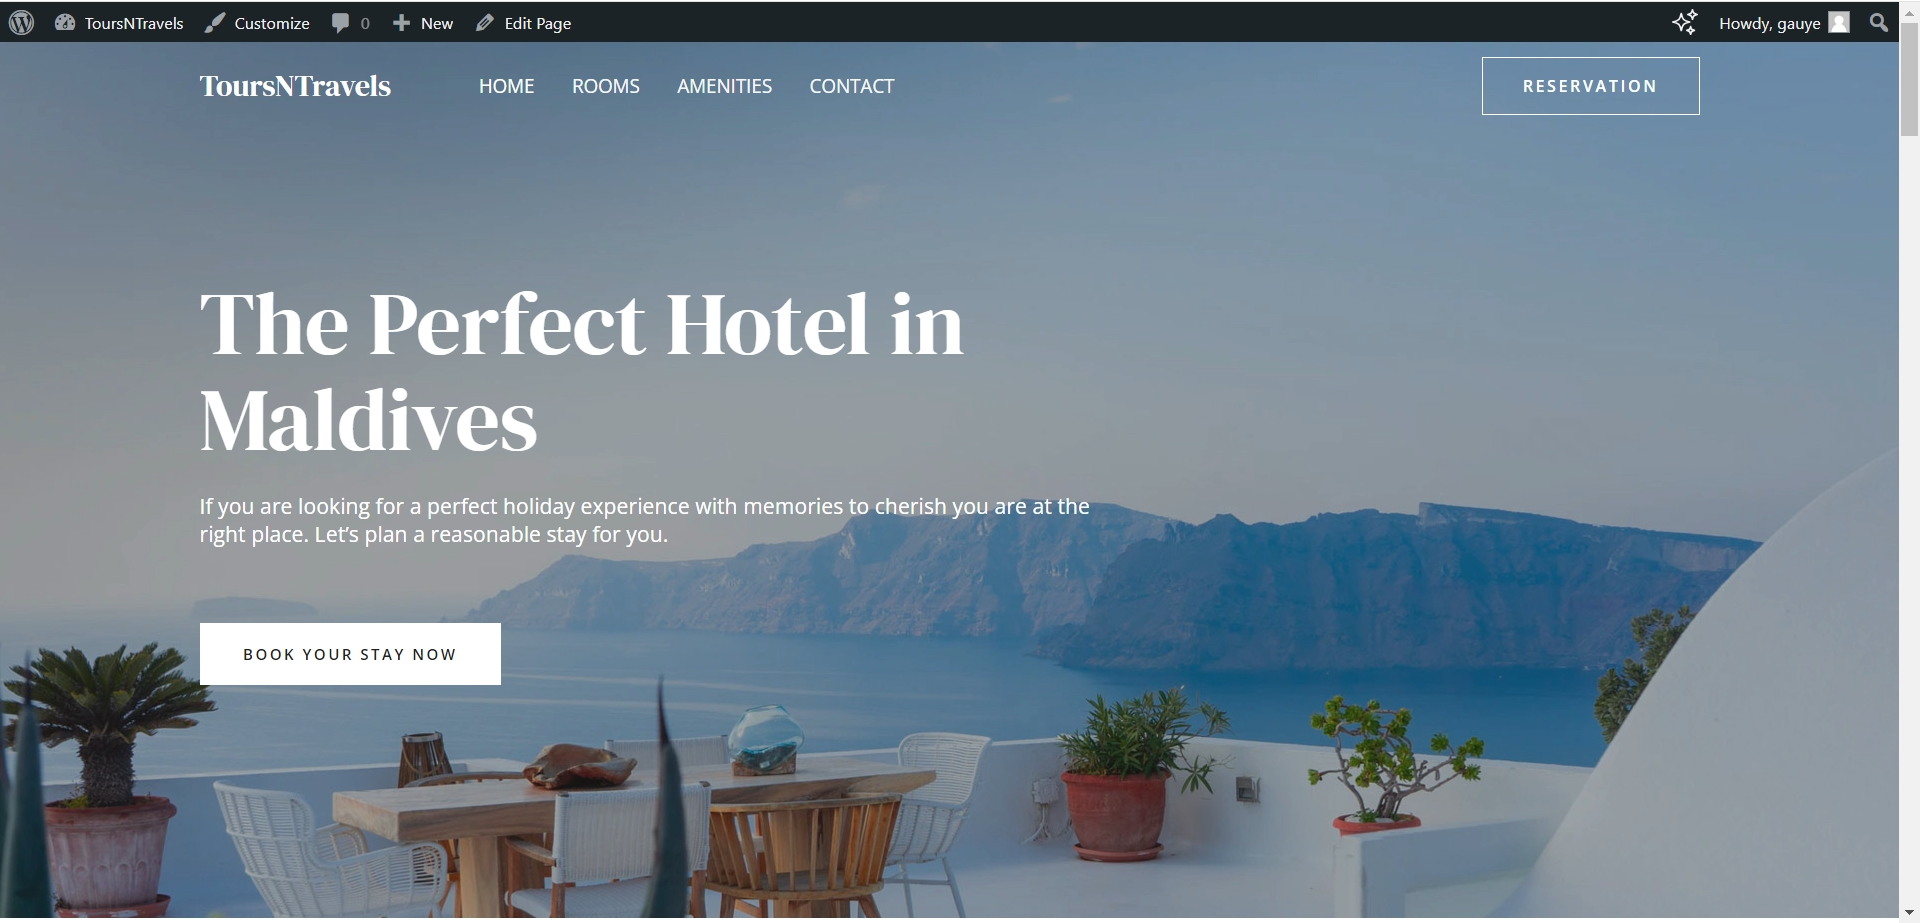 ToursNTravels Customize 0 New Edit Page Howdy, gauye
ToursNTravels HOME ROOMS AMENITIES CONTACT RESERVATION
The Perfect Hotel in
Maldives
If you are looking for a perfect holiday experience with memories to cherish you are at the
right place. Let’s plan a reasonable stay for you.
BOOK YOUR STAY NOW